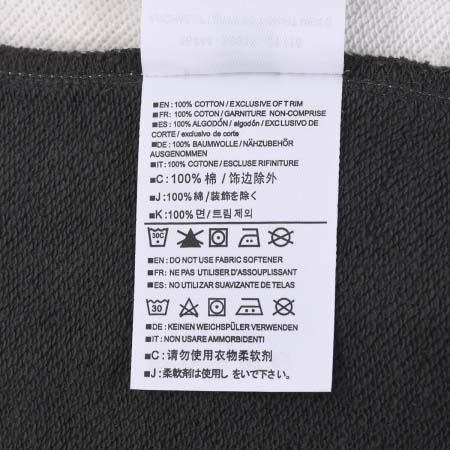 ■EN : 100% COTTON / EXCLUSIVE OF TRIM
■FR : 100% COTON / GARNITURE NON-COMPRISE
■ES : 100% ALGODÓN / algodón / EXCLUSIVO DE
CORTE / exclusivo de corte
■DE : 100% BAUMWOLLE / NÄHZUBEHÖR
AUSGENOMMEN
■IT : 100% COTONE / ESCLUSE RIFINITURE
■C : 100% 棉 / 饰边除外
■J : 100% 綿 / 装飾を除く
■K : 100% 면 / 트림 제외
30C
■EN : DO NOT USE FABRIC SOFTENER
■FR : NE PAS UTILISER D'ASSOUPLISSANT
■ES : NO UTILIZAR SUAVIZANTE DE TELAS
30
■DE : KEINEN WEICHSPÜLER VERWENDEN
■IT : NON USARE AMMORBIDENTI
■C : 请勿使用衣物柔软剂
■J : 柔軟剤は使用し をいで下さい。